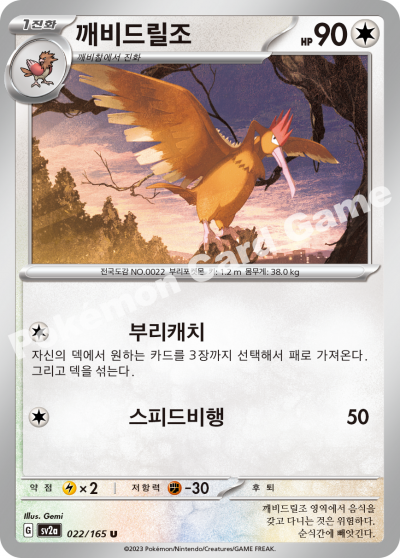 1진화 깨비드릴조 HP 90
깨비참에서 진화
전국도감 NO.0022 부리포켓몬 키: 1.2 m 몸무게: 38.0 kg
Pokémon Card Game
부리캐치
자신의 덱에서 원하는 카드를 3장까지 선택해서 패로 가져온다.
그리고 덱을 섞는다.
스피드비행 50
약 점 ×2 저항력 -30 후 퇴
Illus. Gemi
G sv2a 022/165 U
깨비드릴조 영역에서 음식을
갖고 다니는 것은 위험하다.
순식간에 빼앗긴다.
©2023 Pokémon/Nintendo/Creatures/GAME FREAK.